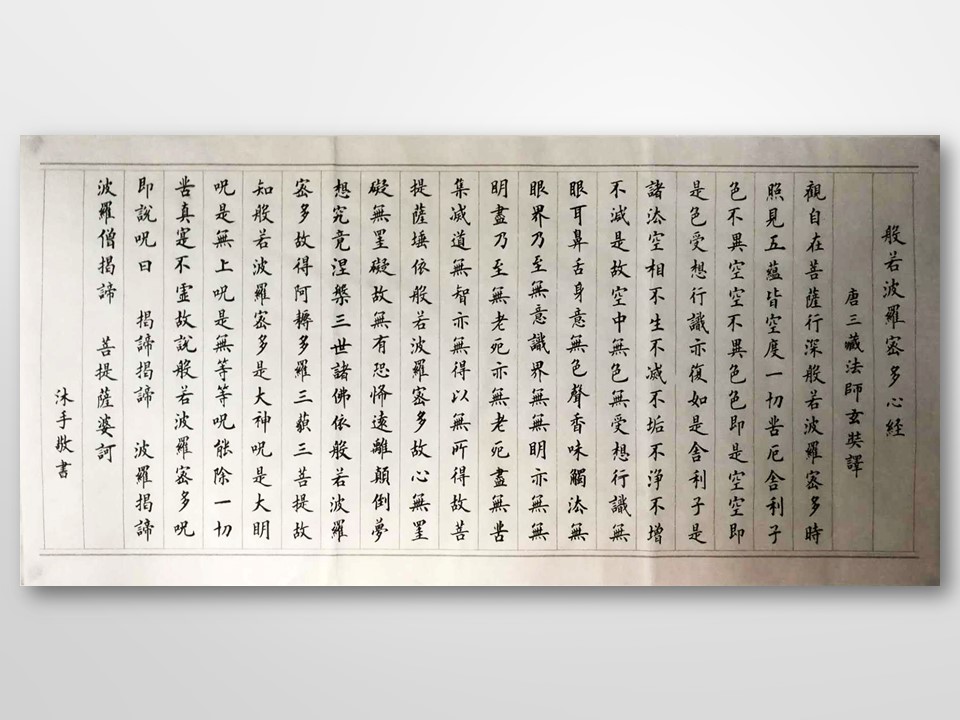 般若波羅蜜多心経
唐三藏法師玄奘譯
觀自在菩薩行深般若波羅蜜多時
照見五蘊皆空度一切苦厄舍利子
色不異空空不異色色即是空空即
是色受想行識亦復如是舍利子是
諸法空相不生不滅不垢不淨不增
不減是故空中無色無受想行識無
眼耳鼻舌身意無色聲香味觸法無
眼界乃至無意識界無無明亦無無
明盡乃至無老死亦無老死盡無苦
集滅道無智亦無得以無所得故菩
提薩埵依般若波羅蜜多故心無罣
礙無罣礙故無有恐怖遠離顛倒夢
想究竟涅槃三世諸佛依般若波羅
蜜多故得阿耨多羅三藐三菩提故
知般若波羅蜜多是大神呪是大明
呪是無上呪是無等等呪能除一切
苦真寔不虛故說般若波羅蜜多呪
即說呪曰 揭諦揭諦 波羅揭諦
波羅僧揭諦 菩提薩婆訶
沐手敬書